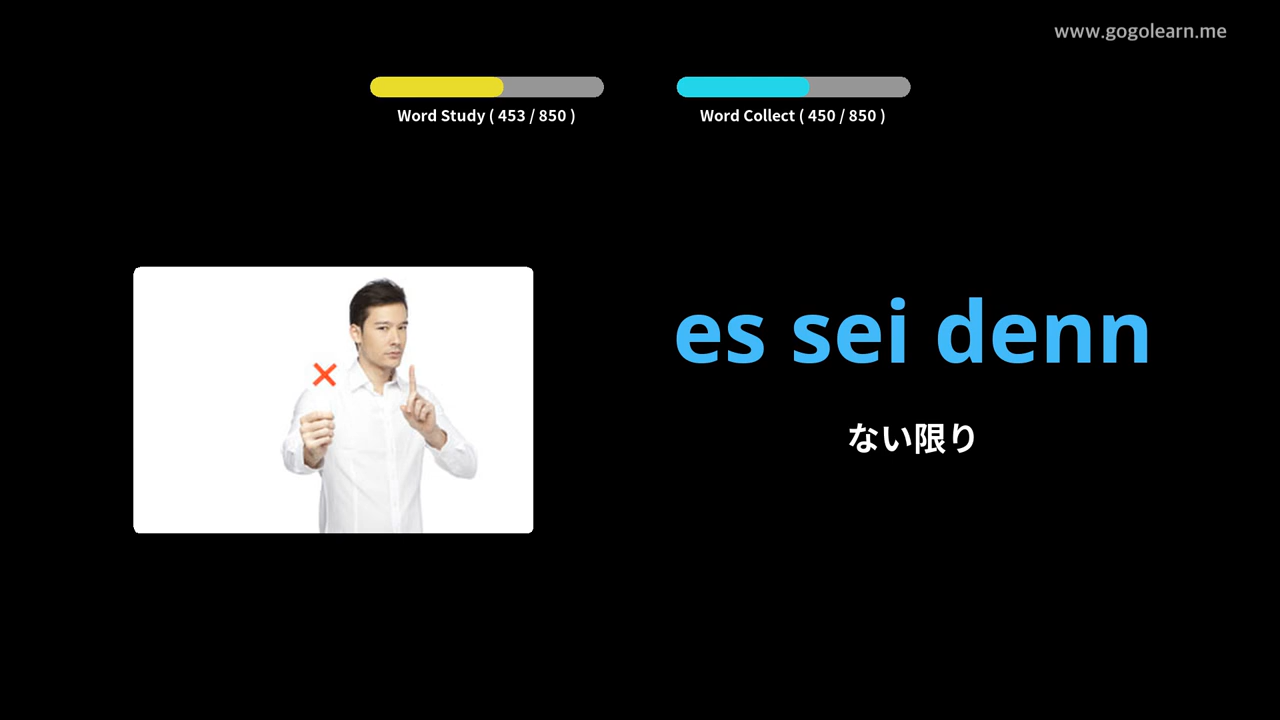 www.gogolearn.me
Word Study ( 453 / 850 )
Word Collect ( 450 / 850 )
es sei denn
ない限り